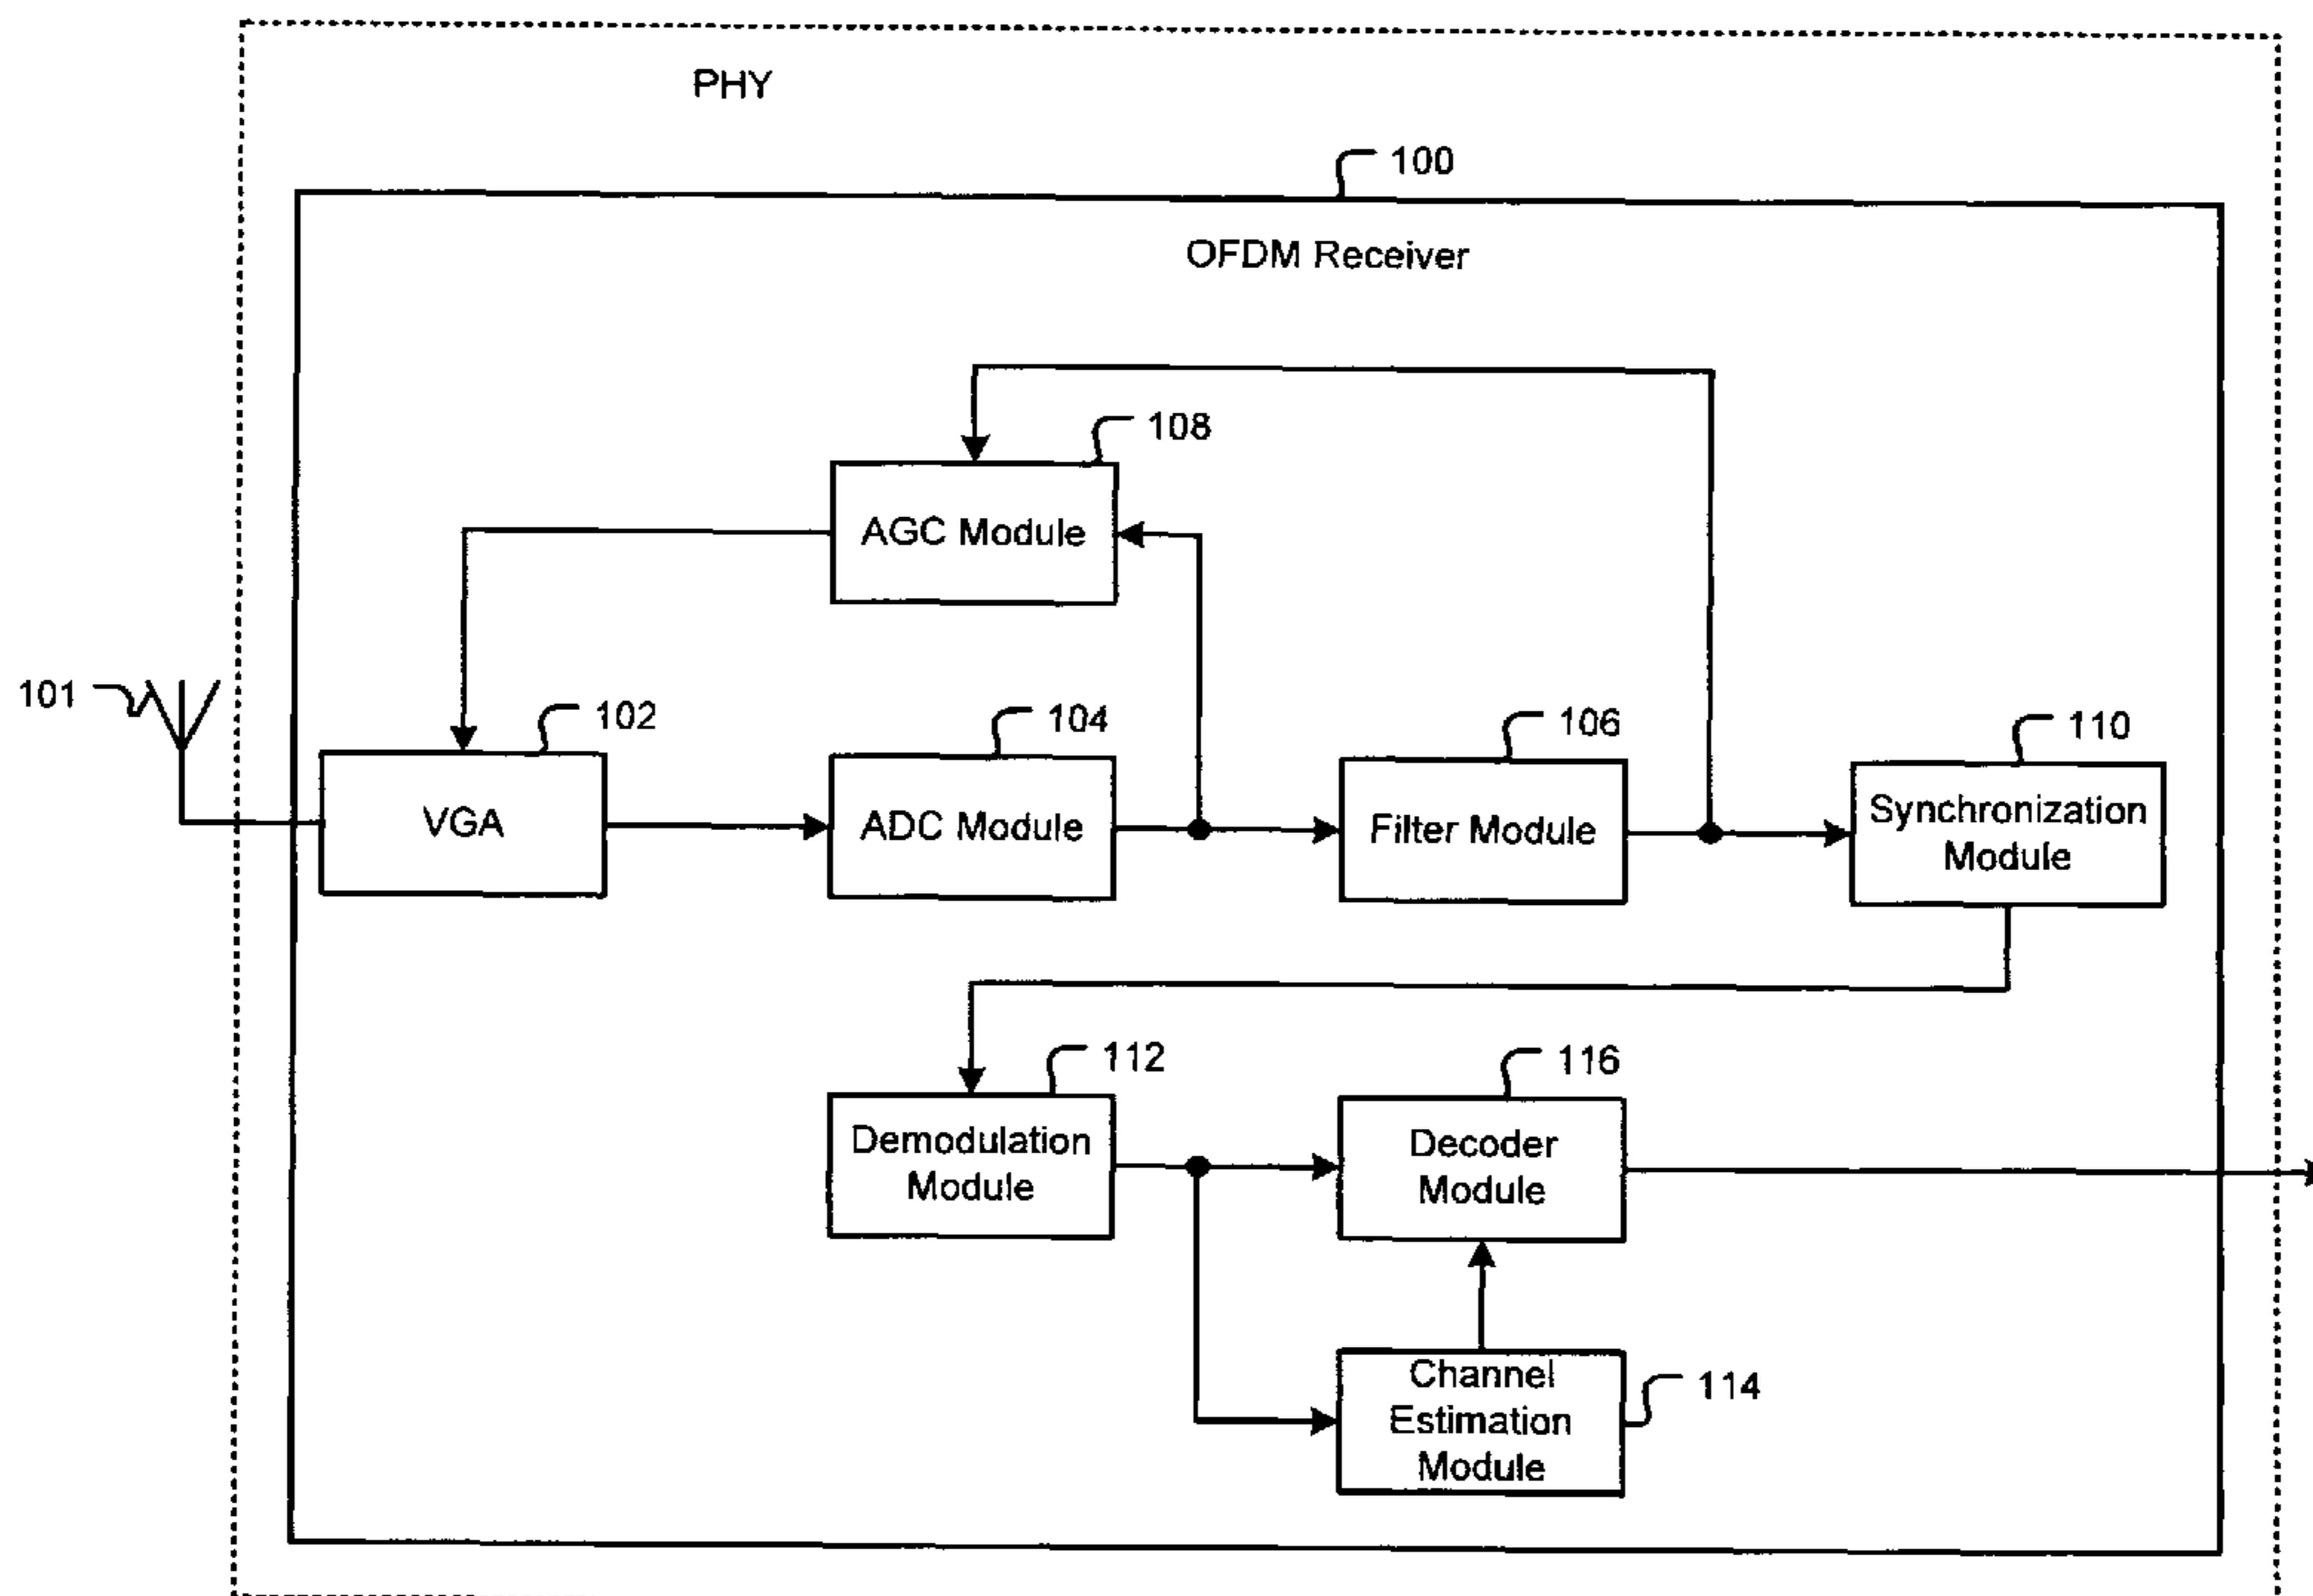 PHY
100
OFDM Receiver
108
AGC Module
101
102
VGA
104
ADC Module
106
Filter Module
110
Synchronization
Module
112
Demodulation
Module
116
Decoder
Module
Channel
Estimation
Module
114